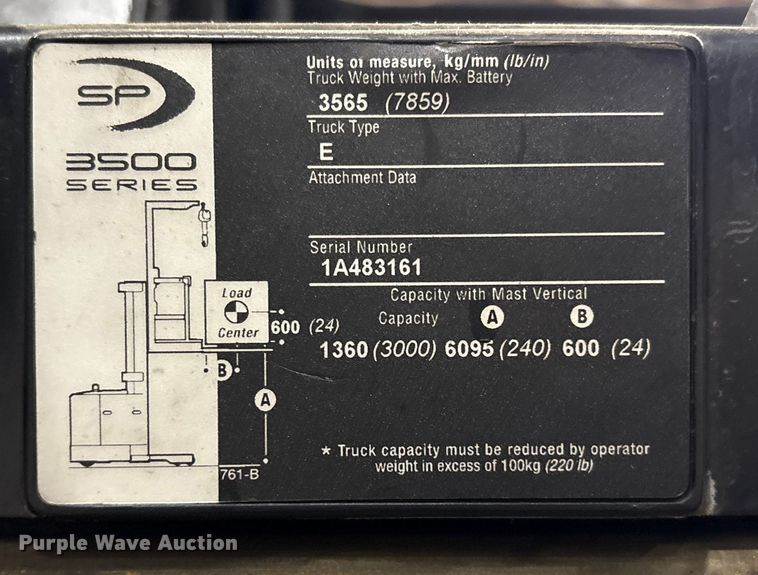 SP
3500
SERIES
Load
Center
600 (24)
B
A
761-B
Units of measure, kg/mm (lb/in)
Truck Weight with Max. Battery
3565 (7859)
Truck Type
E
Attachment Data
Serial Number
1A483161
Capacity with Mast Vertical
Capacity A B
1360 (3000) 6095 (240) 600 (24)
* Truck capacity must be reduced by operator
weight in excess of 100kg (220 lb)
Purple Wave Auction